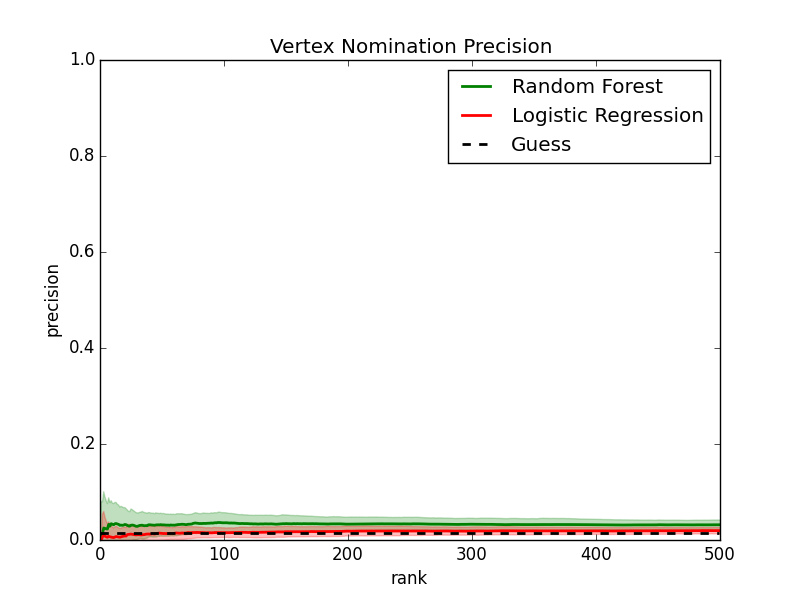 Vertex Nomination Precision
1.0
0.8
0.6
0.4
0.2
0.0
precision
Random Forest
Logistic Regression
Guess
0 100 200 300 400 500
rank